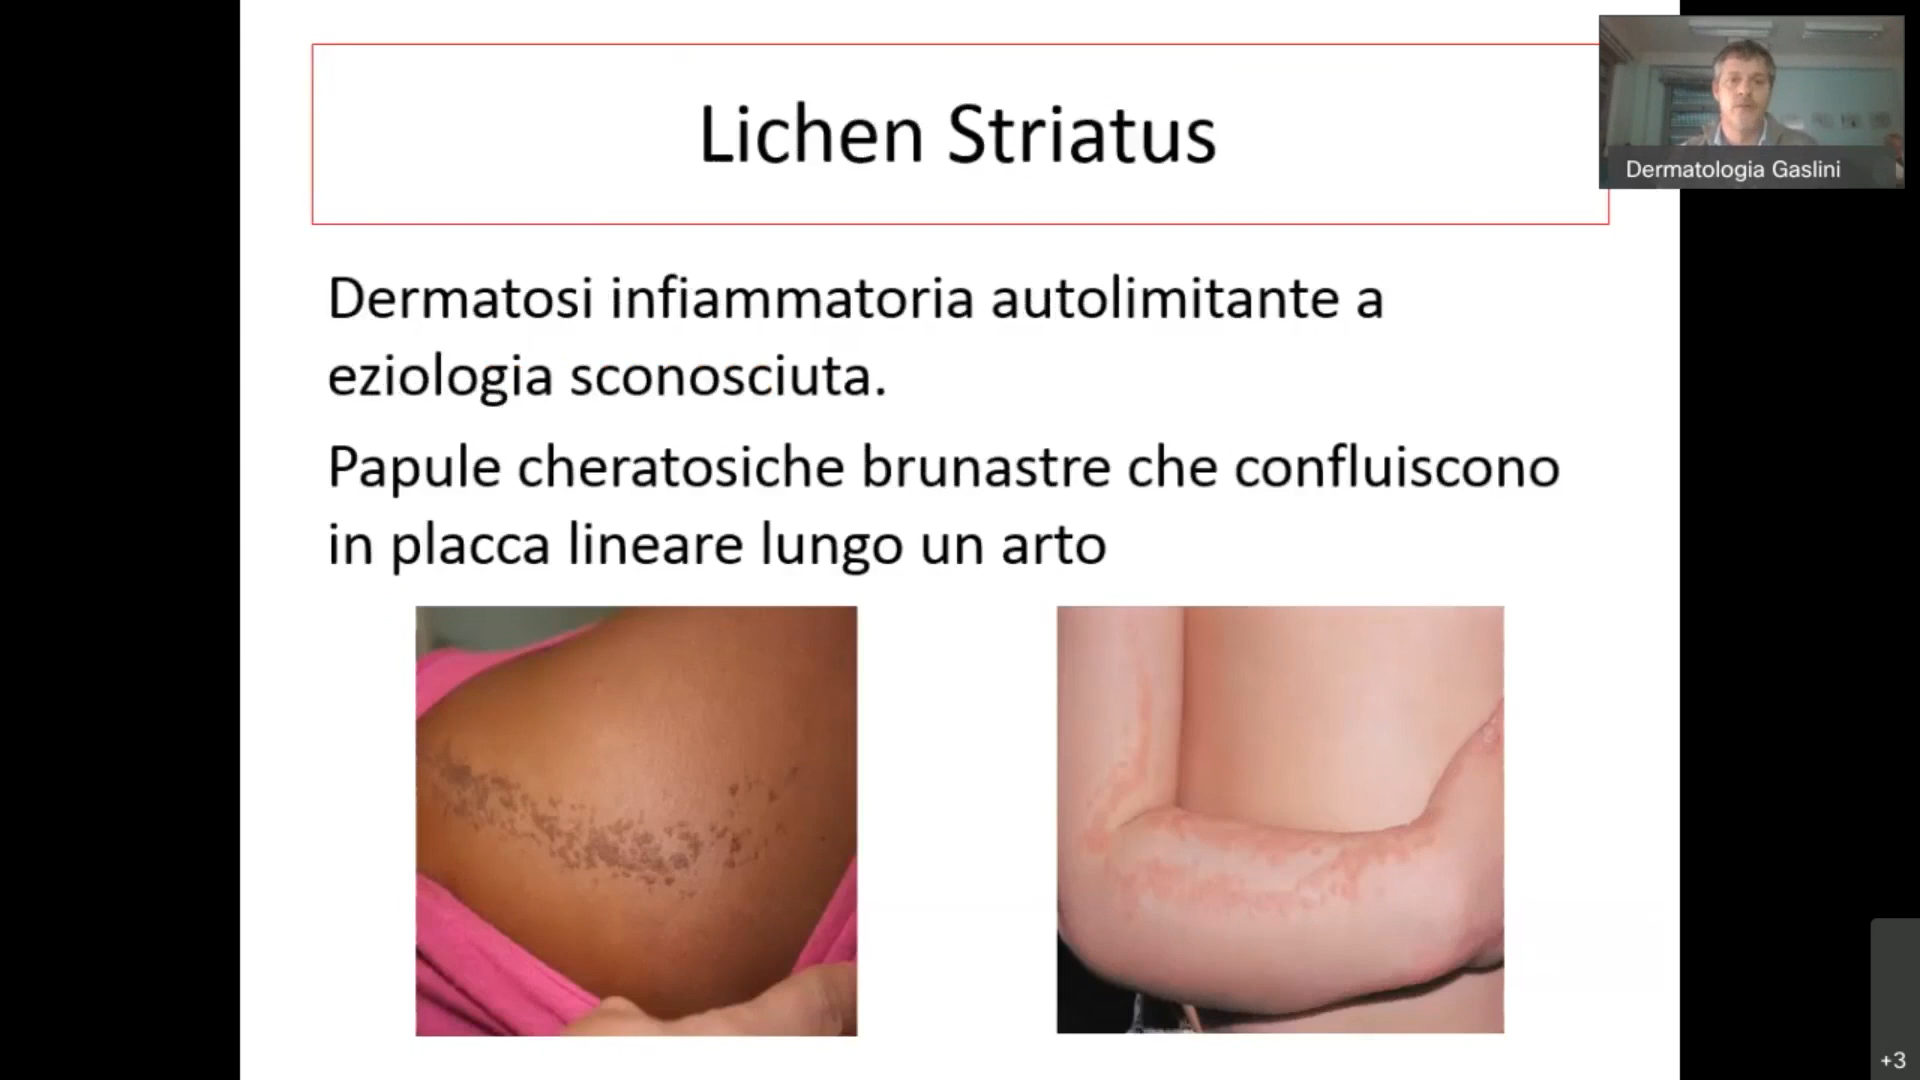 Lichen Striatus
Dermatologia Gaslini
Dermatosi infiammatoria autolimitante a
eziologia sconosciuta.
Papule cheratosiche brunastre che confluiscono
in placca lineare lungo un arto
+3